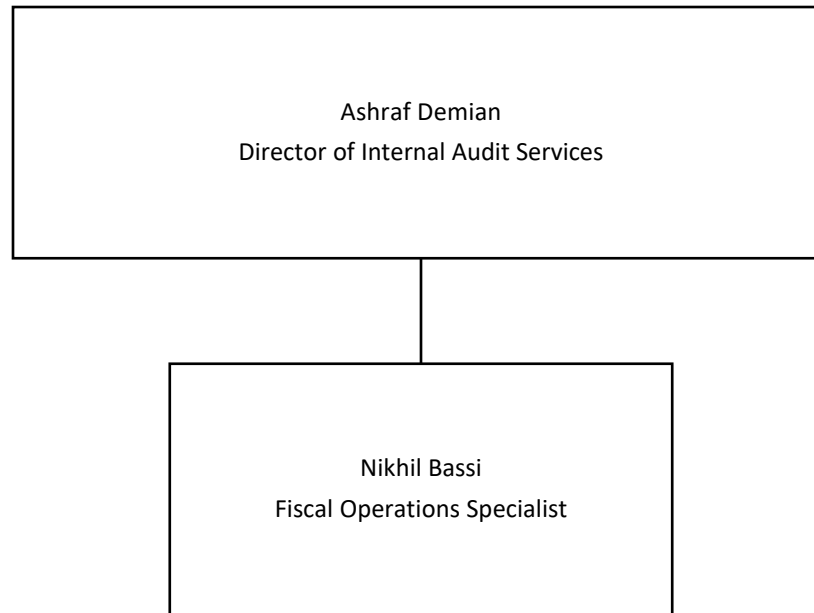 Ashraf Demian
Director of Internal Audit Services
Nikhil Bassi
Fiscal Operations Specialist